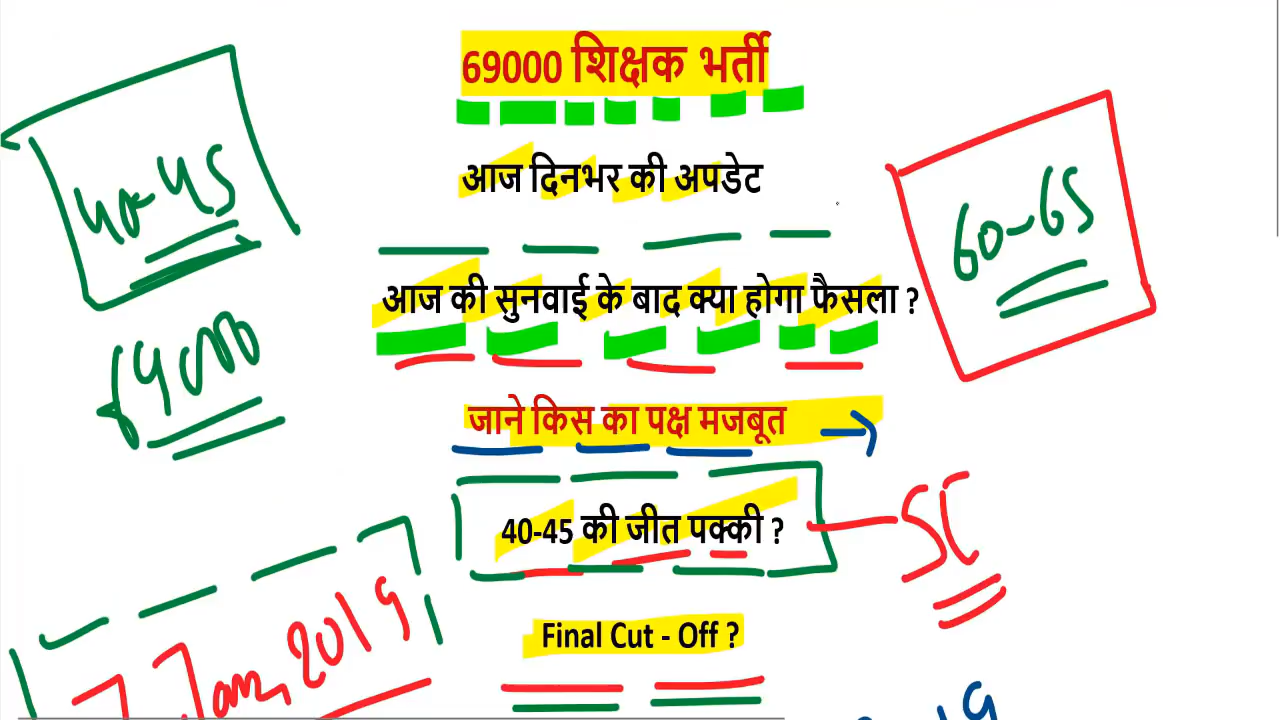 69000 शिक्षक भर्ती
आज दिनभर की अपडेट
40-45
60-65
आज की सुनवाई के बाद क्या होगा फैसला ?
69000
जाने किस का पक्ष मजबूत
40-45 की जीत पक्की ?
SC
Final Cut - Off ?
7 Jan, 2019